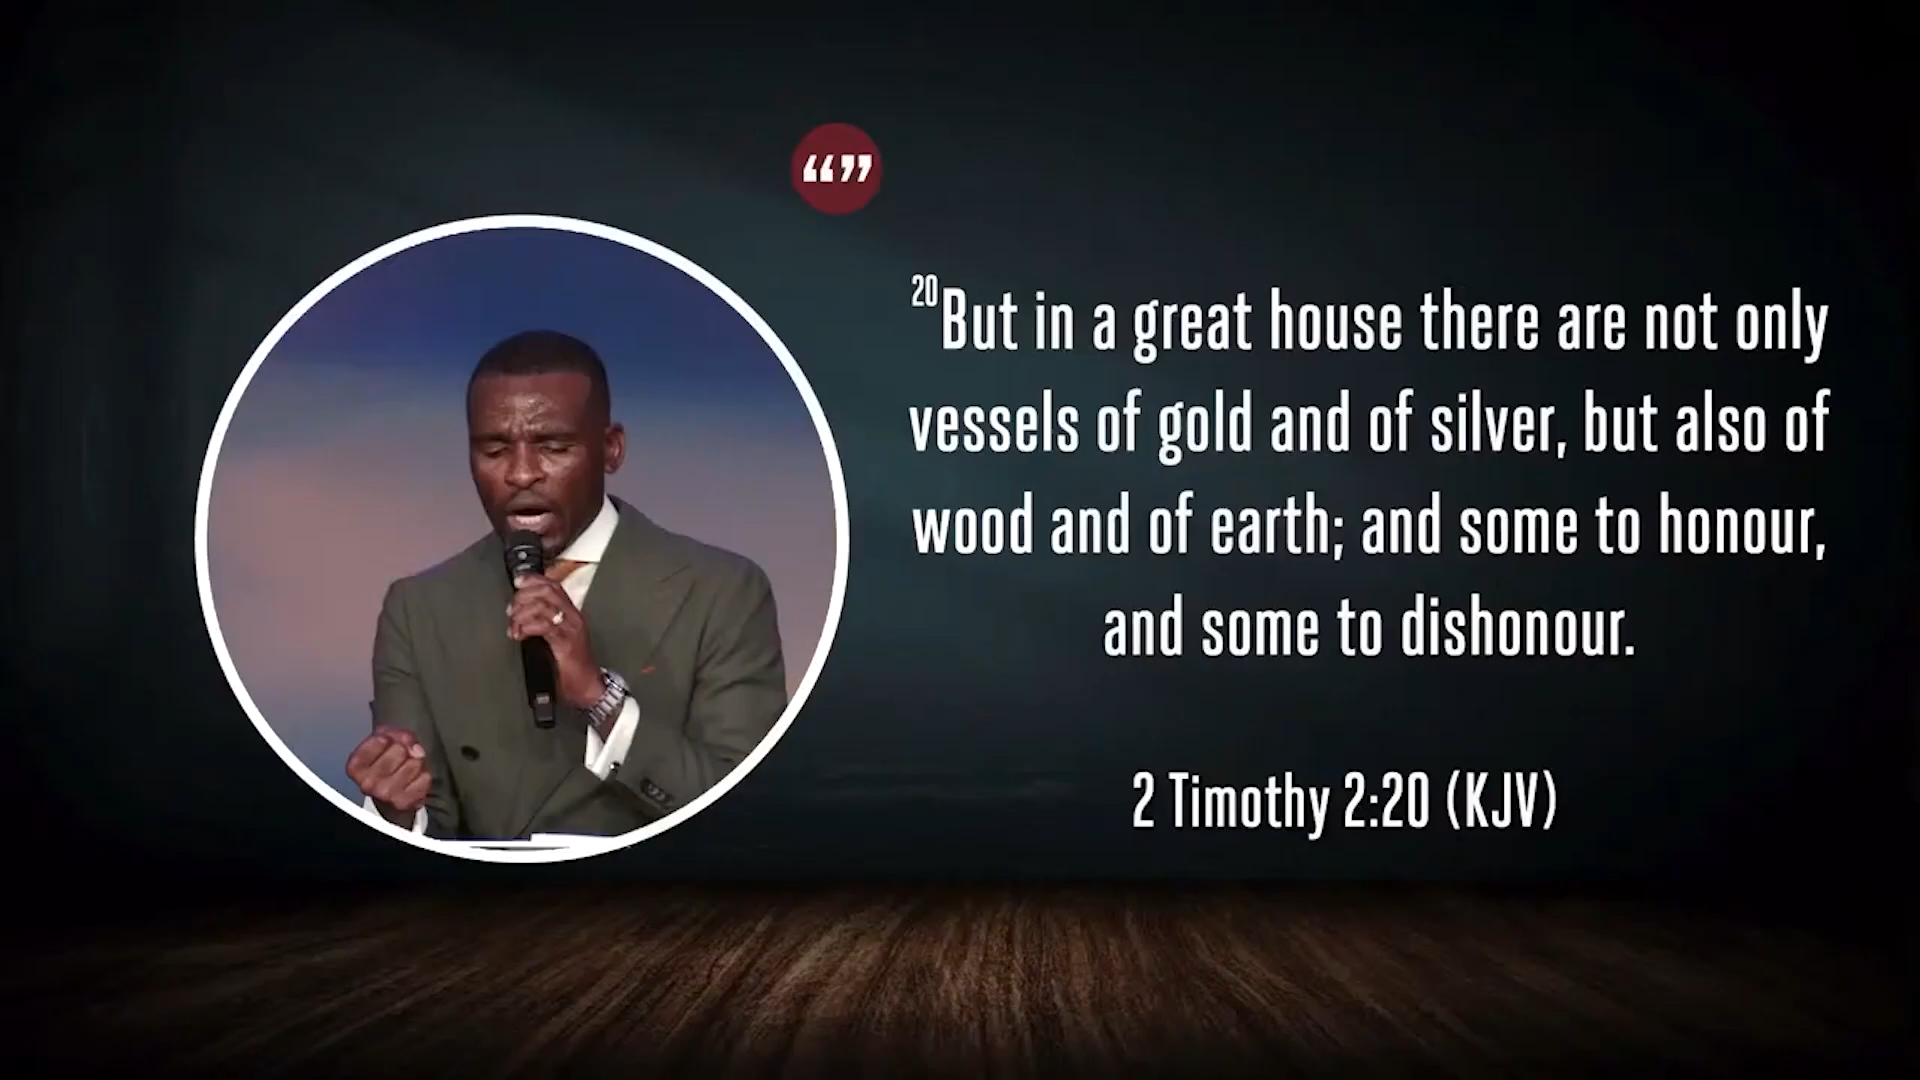 “”
20But in a great house there are not only
vessels of gold and of silver, but also of
wood and of earth; and some to honour,
and some to dishonour.
2 Timothy 2:20 (KJV)